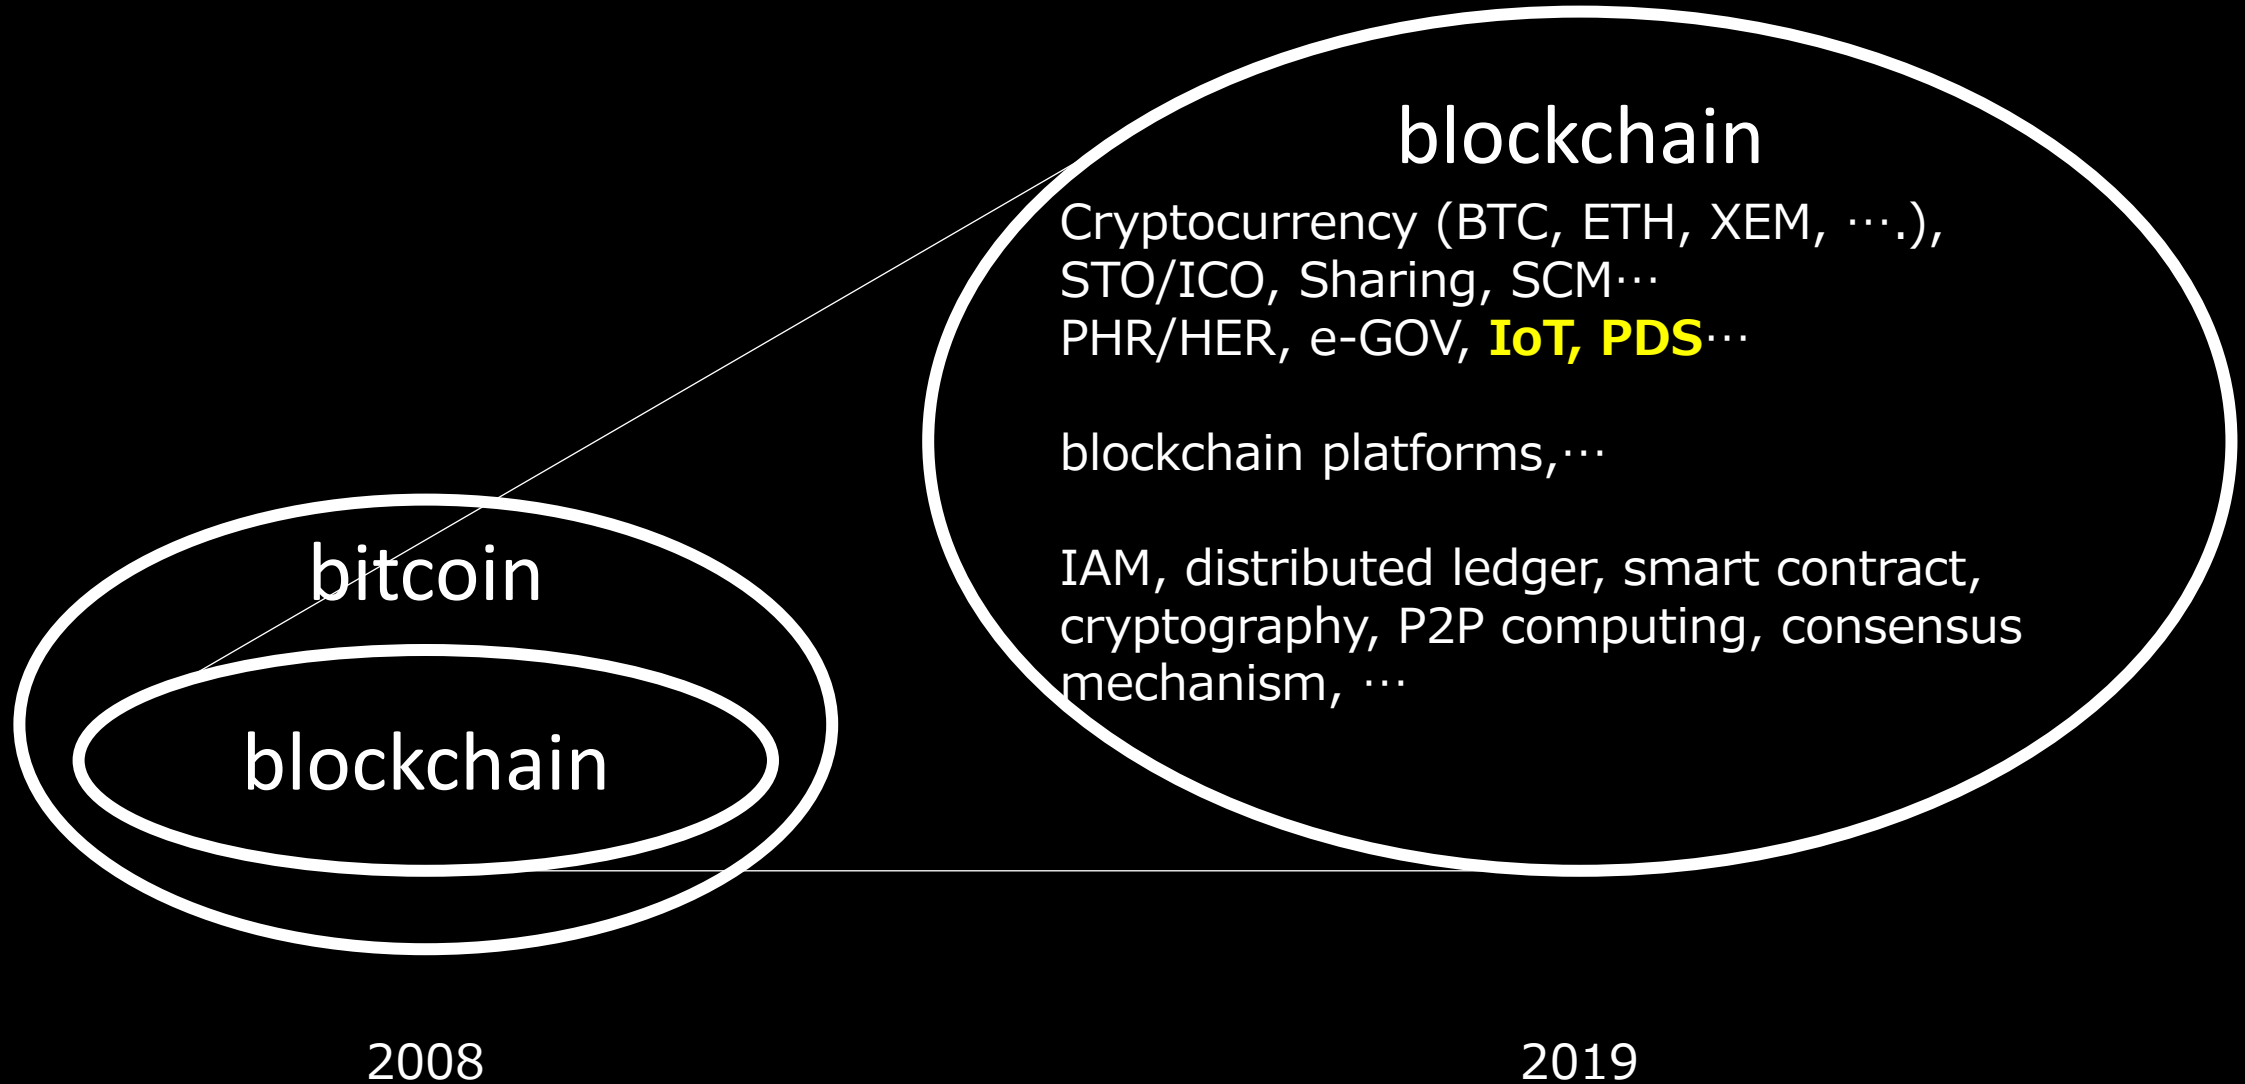 blockchain
Cryptocurrency (BTC, ETH, XEM, ….),
STO/ICO, Sharing, SCM…
PHR/HER, e-GOV, IoT, PDS…
blockchain platforms,…
IAM, distributed ledger, smart contract,
cryptography, P2P computing, consensus
mechanism, …
bitcoin
blockchain
2008
2019